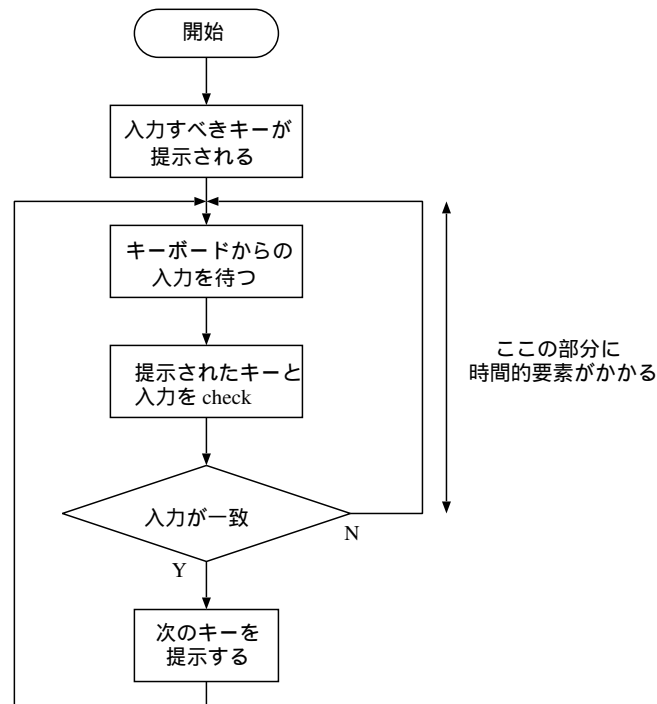 開始
入力すべきキーが
提示される
キーボードからの
入力を待つ
ここの部分に
時間的要素がかかる
提示されたキーと
入力を check
入力が一致
N
Y
次のキーを
提示する